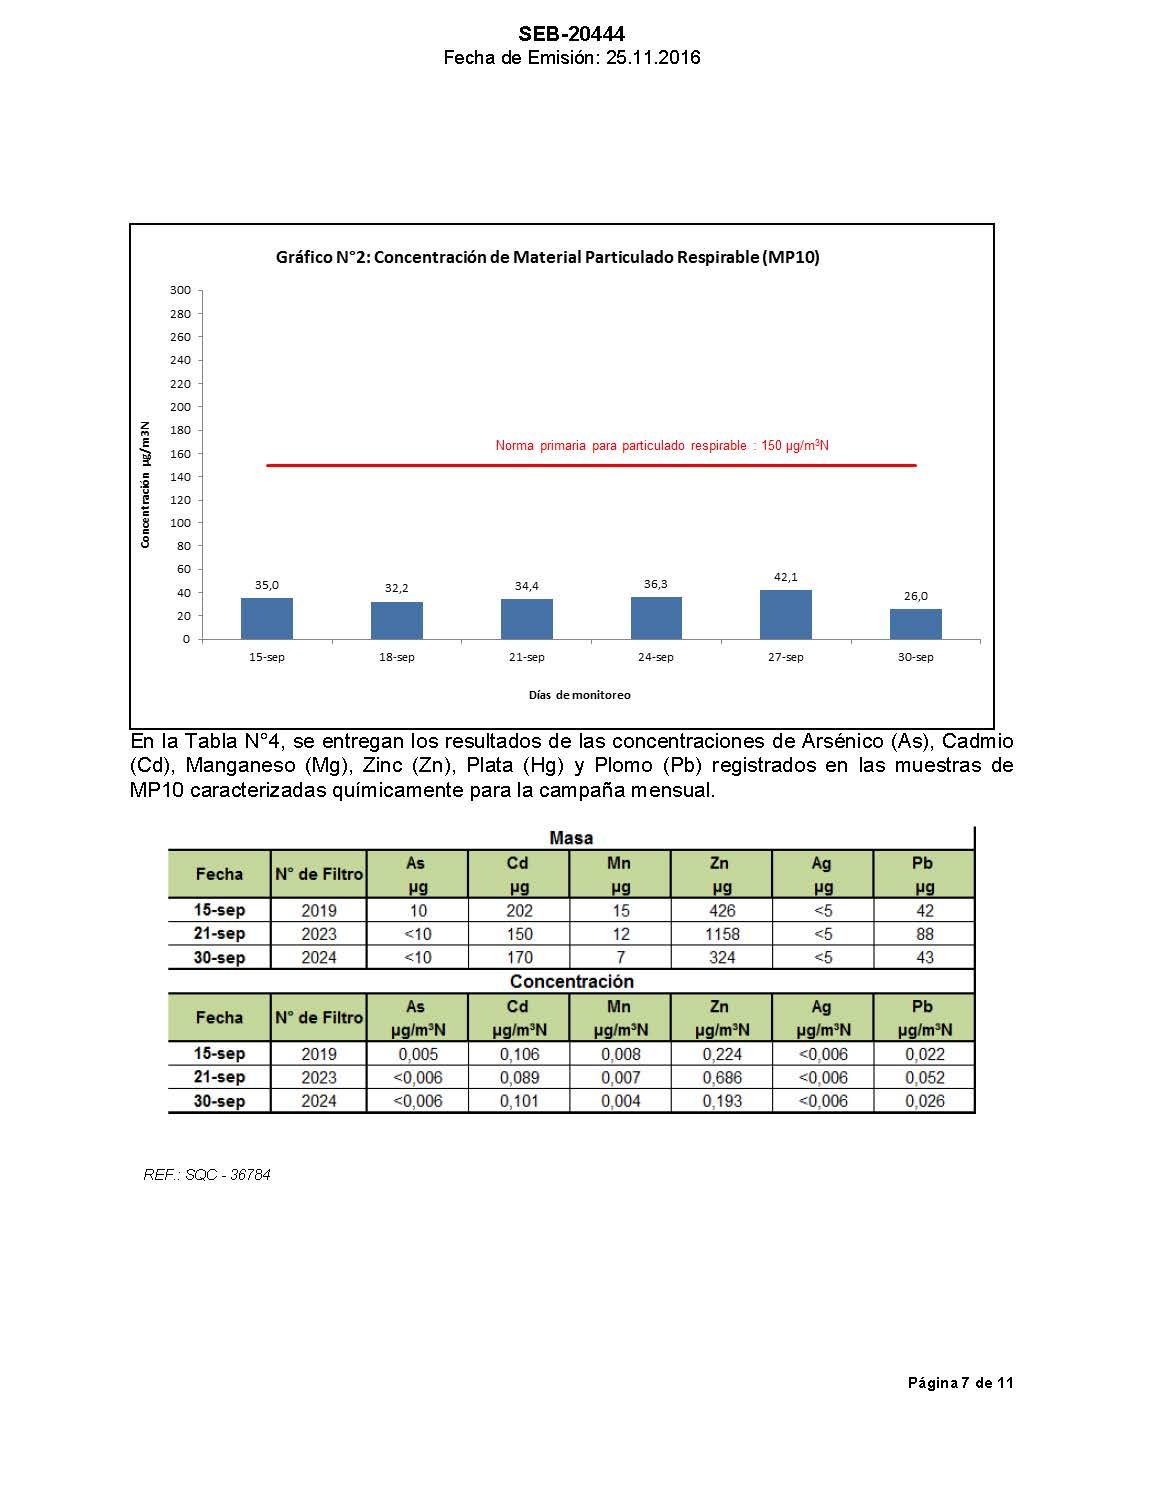 SEB-20444
Fecha de Emisión: 25.11.2016
Gráfico N°2: Concentración de Material Particulado Respirable (MP10)
Concentración µg/m3N
300
280
260
240
220
200
180
160
140
120
100
80
60
40
20
0
Norma primaria para particulado respirable : 150 µg/m³N
35,0 32,2 34,4 36,3 42,1 26,0
15-sep 18-sep 21-sep 24-sep 27-sep 30-sep
Días de monitoreo
En la Tabla N°4, se entregan los resultados de las concentraciones de Arsénico (As), Cadmio
(Cd), Manganeso (Mg), Zinc (Zn), Plata (Hg) y Plomo (Pb) registrados en las muestras de
MP10 caracterizadas químicamente para la campaña mensual.
Masa
Fecha N° de Filtro As Cd Mn Zn Ag Pb
µg µg µg µg µg µg
15-sep 2019 10 202 15 426 <5 42
21-sep 2023 <10 150 12 1158 <5 88
30-sep 2024 <10 170 7 324 <5 43
Concentración
Fecha N° de Filtro As Cd Mn Zn Ag Pb
µg/m³N µg/m³N µg/m³N µg/m³N µg/m³N µg/m³N
15-sep 2019 0,005 0,106 0,008 0,224 <0,006 0,022
21-sep 2023 <0,006 0,089 0,007 0,686 <0,006 0,052
30-sep 2024 <0,006 0,101 0,004 0,193 <0,006 0,026
REF.: SQC - 36784
Página 7 de 11